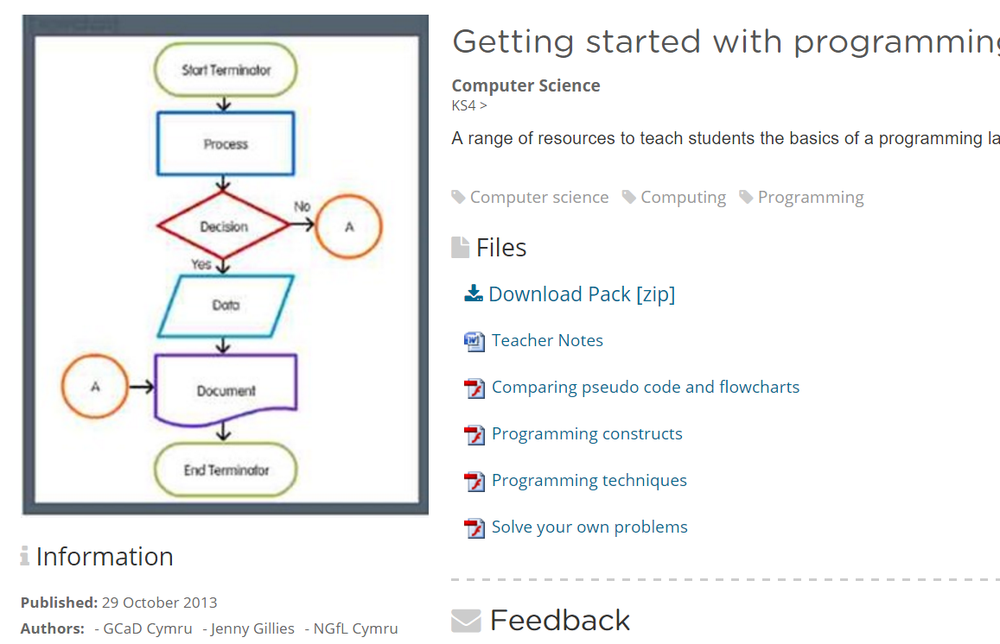 Start Terminator
Process
Decision
No
A
Yes
Data
A
Document
End Terminator
Information
Published: 29 October 2013
Authors: - GCaD Cymru - Jenny Gillies - NGfL Cymru
Getting started with programming
Computer Science
KS4 >
A range of resources to teach students the basics of a programming la
Computer science Computing Programming
Files
Download Pack [zip]
Teacher Notes
Comparing pseudo code and flowcharts
Programming constructs
Programming techniques
Solve your own problems
Feedback